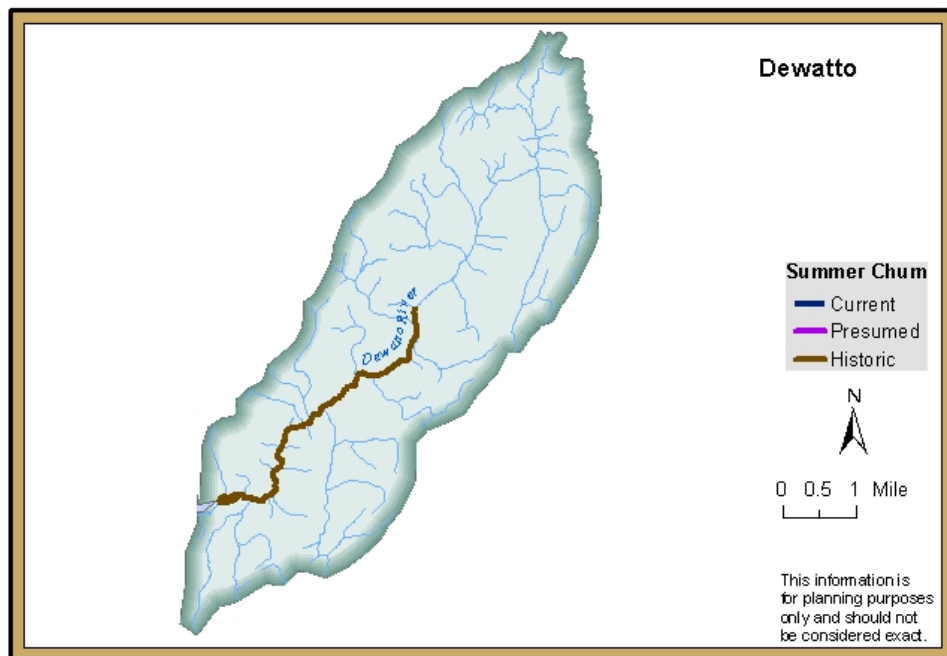 Dewatto
Dewatto River
Summer Chum
Current
Presumed
Historic
N
0 0.5 1 Mile
This information is
for planning purposes
only and should not
be considered exact.